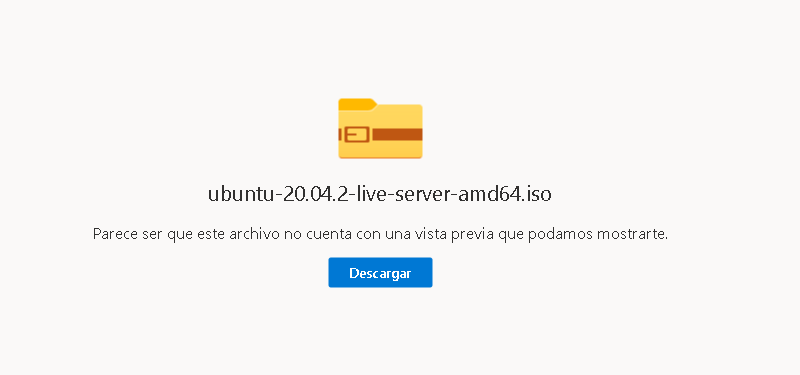 ubuntu-20.04.2-live-server-amd64.iso
Parece ser que este archivo no cuenta con una vista previa que podamos mostrarte.
Descargar